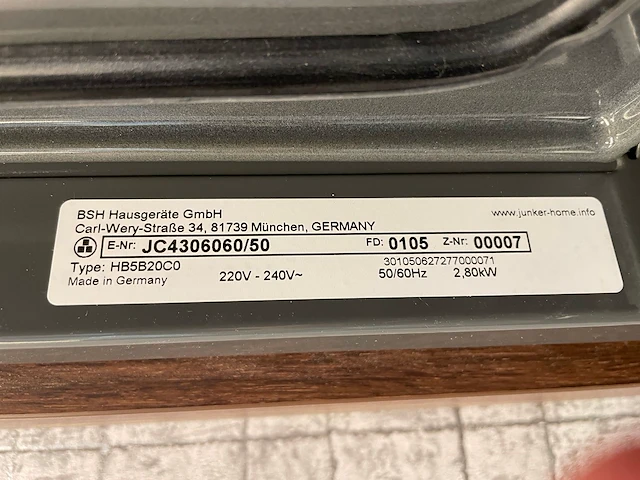 BSH Hausgeräte GmbH
www.junker-home.info
Carl-Wery-Straße 34, 81739 München, GERMANY
E-Nr: JC4306060/50 FD: 0105 Z-Nr: 00007
Type: HB5B20C0
301050627277000071
Made in Germany
220V - 240V~ 50/60Hz 2,80kW